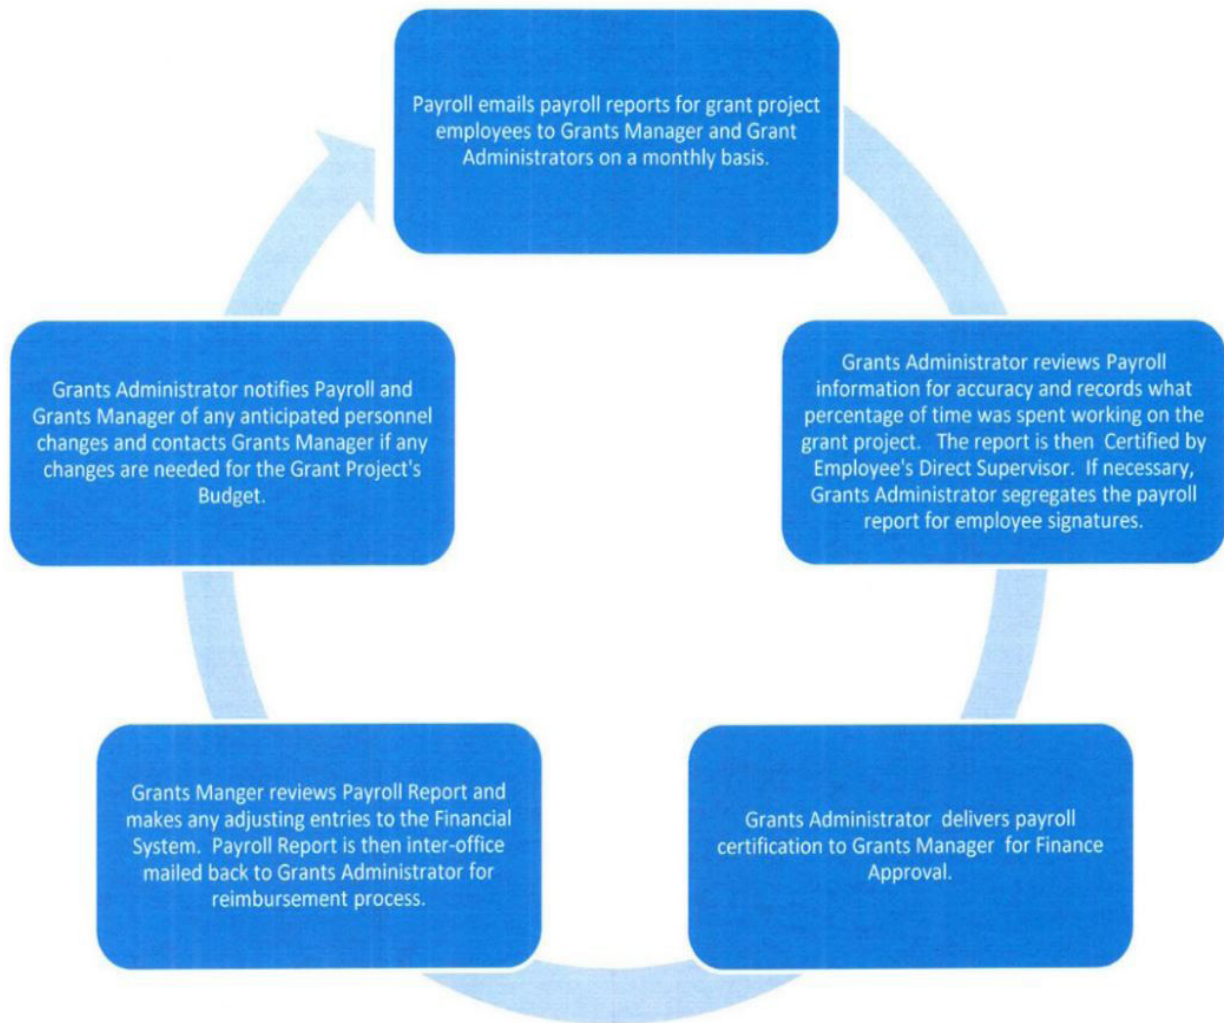 Payroll emails payroll reports for grant project
employees to Grants Manager and Grant
Administrators on a monthly basis.
Grants Administrator reviews Payroll
information for accuracy and records what
percentage of time was spent working on the
grant project. The report is then Certified by
Employee's Direct Supervisor. If necessary,
Grants Administrator segregates the payroll
report for employee signatures.
Grants Administrator delivers payroll
certification to Grants Manager for Finance
Approval.
Grants Manger reviews Payroll Report and
makes any adjusting entries to the Financial
System. Payroll Report is then inter-office
mailed back to Grants Administrator for
reimbursement process.
Grants Administrator notifies Payroll and
Grants Manager of any anticipated personnel
changes and contacts Grants Manager if any
changes are needed for the Grant Project's
Budget.